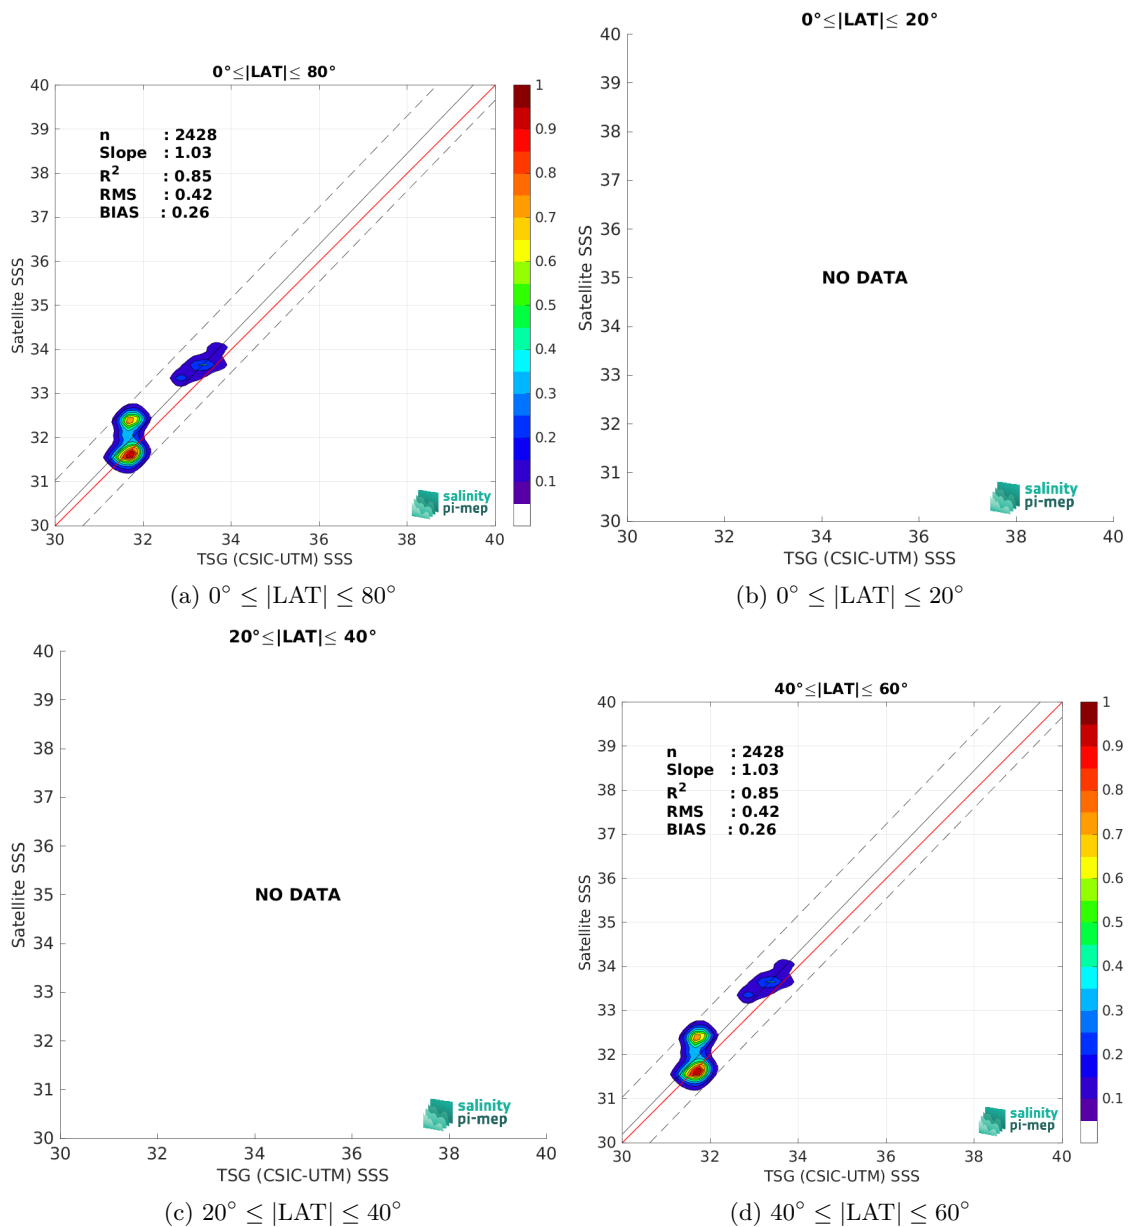 0°≤|LAT|≤ 80°
40
39
38
37
36
35
34
33
32
31
30
Satellite SSS
n : 2428
Slope : 1.03
R² : 0.85
RMS : 0.42
BIAS : 0.26
salinity
pi-mep
30 32 34 36 38 40
TSG (CSIC-UTM) SSS
1
0.9
0.8
0.7
0.6
0.5
0.4
0.3
0.2
0.1
(a) 0° ≤ |LAT| ≤ 80°
0°≤|LAT|≤ 20°
40
39
38
37
36
35
34
33
32
31
30
Satellite SSS
NO DATA
salinity
pi-mep
30 32 34 36 38 40
TSG (CSIC-UTM) SSS
(b) 0° ≤ |LAT| ≤ 20°
20°≤|LAT|≤ 40°
40
39
38
37
36
35
34
33
32
31
30
Satellite SSS
NO DATA
salinity
pi-mep
30 32 34 36 38 40
TSG (CSIC-UTM) SSS
(c) 20° ≤ |LAT| ≤ 40°
40°≤|LAT|≤ 60°
40
39
38
37
36
35
34
33
32
31
30
Satellite SSS
n : 2428
Slope : 1.03
R² : 0.85
RMS : 0.42
BIAS : 0.26
salinity
pi-mep
30 32 34 36 38 40
TSG (CSIC-UTM) SSS
1
0.9
0.8
0.7
0.6
0.5
0.4
0.3
0.2
0.1
(d) 40° ≤ |LAT| ≤ 60°